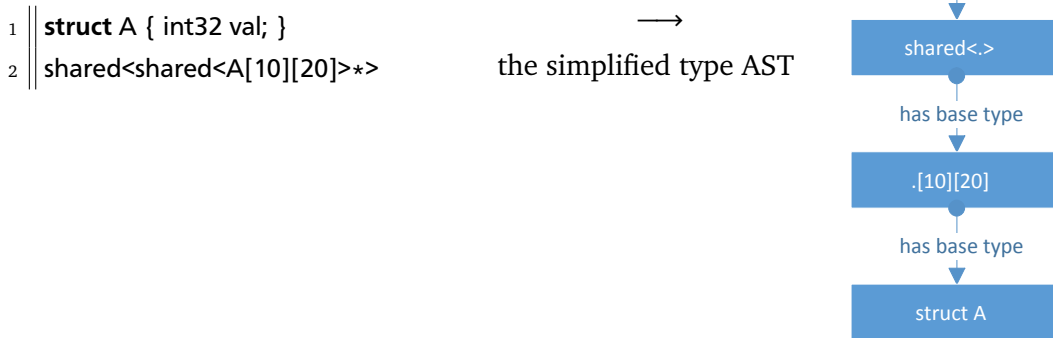 1 struct A { int32 val; }
2 shared<shared<A[10][20]>*>
⟶
the simplified type AST
shared<.>
has base type
.[10][20]
has base type
struct A